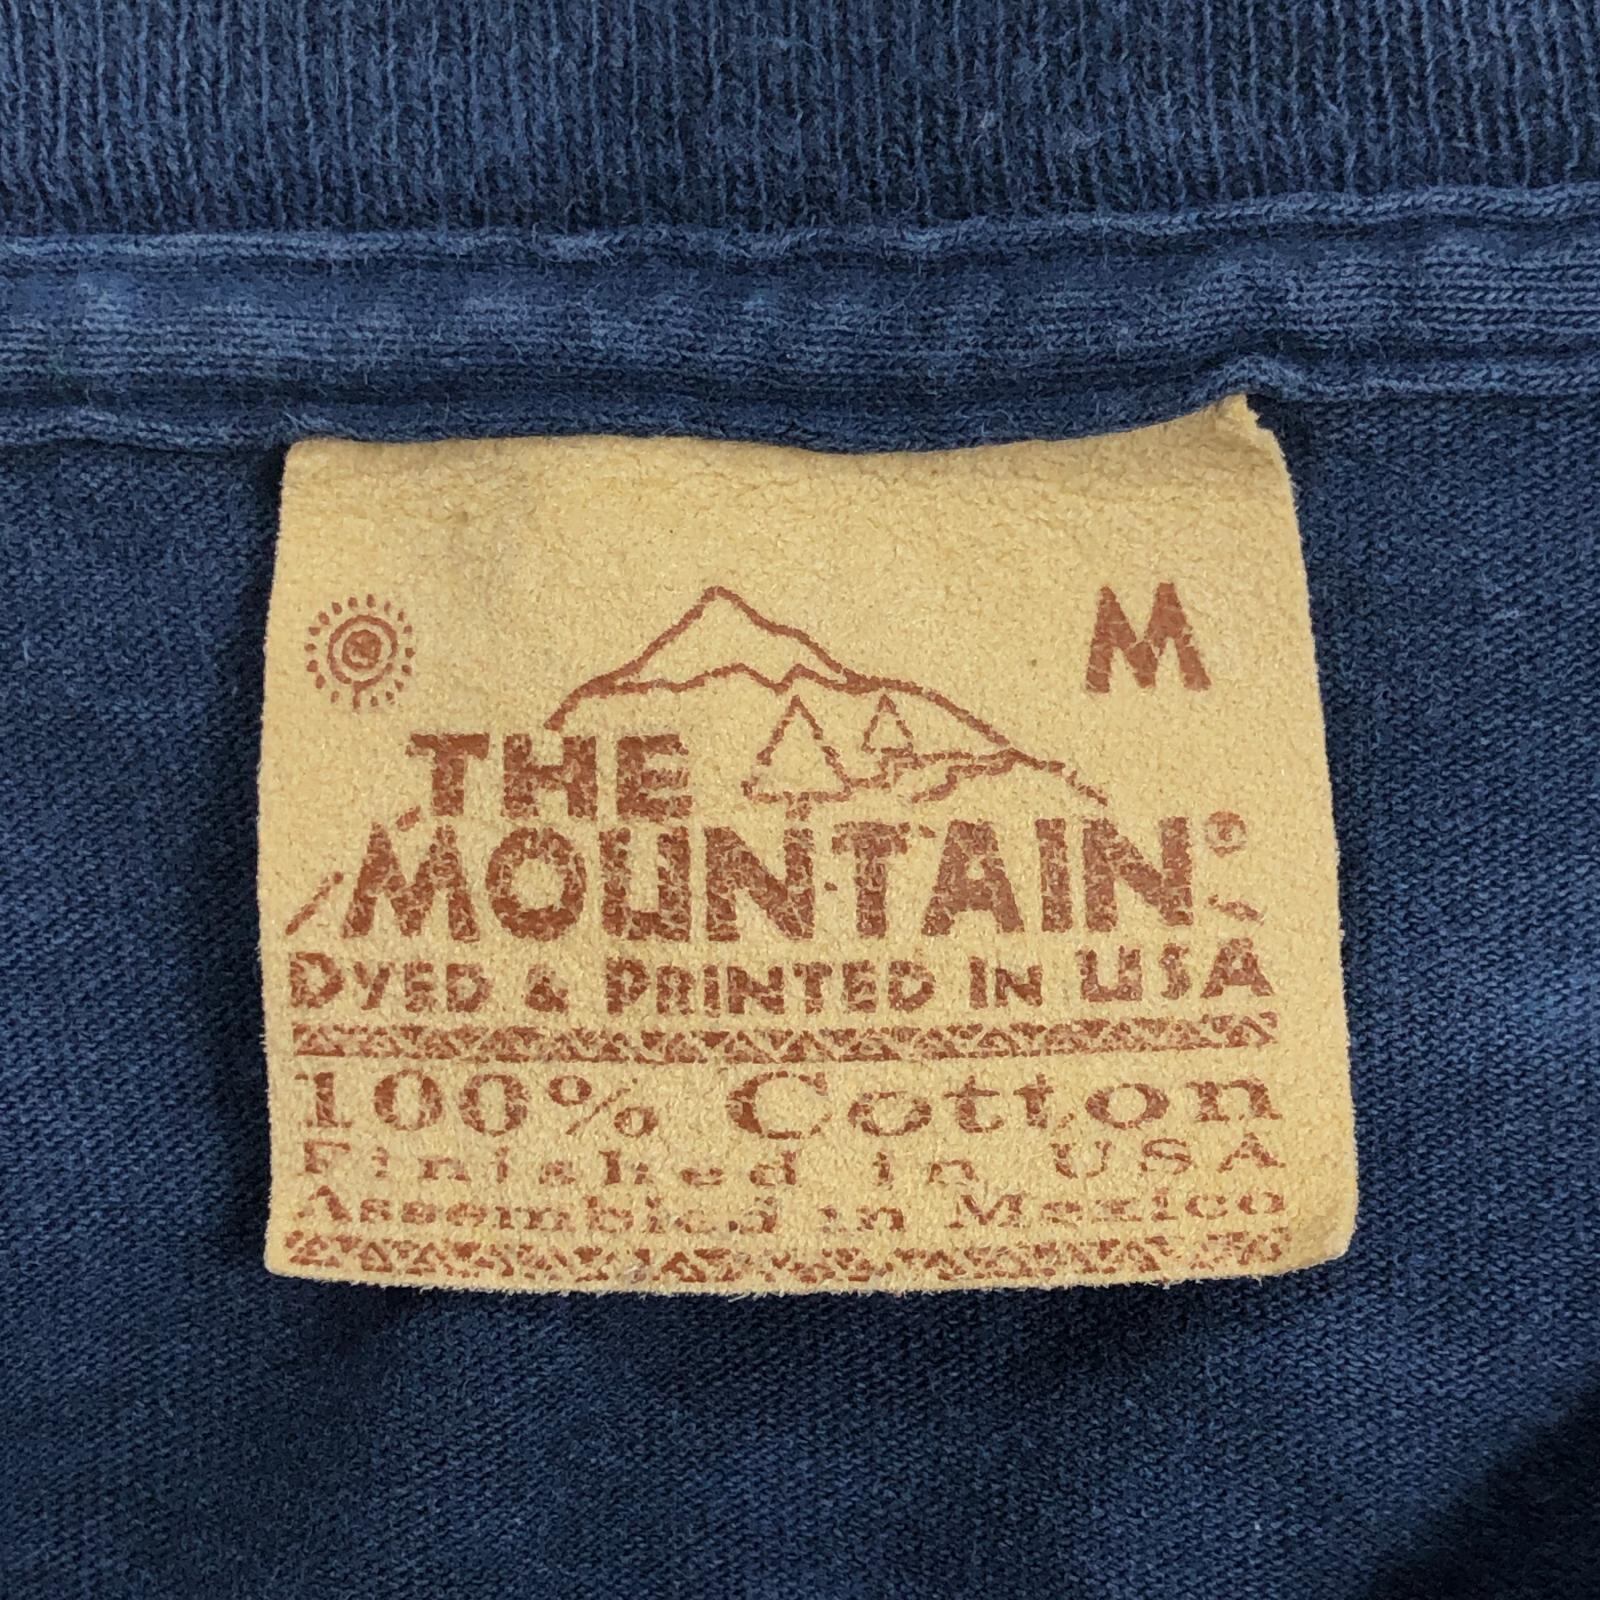 M
THE
MOUNTAIN®
DYED & PRINTED IN USA
100% Cotton
Finished in USA
Assembled in Mexico